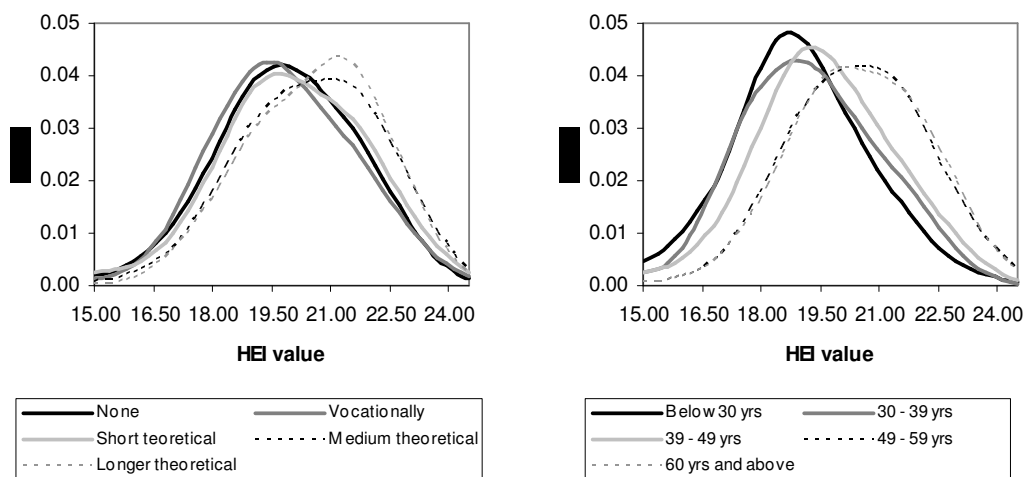 0.05
0.04
0.03
0.02
0.01
0.00
15.00 16.50 18.00 19.50 21.00 22.50 24.00
HEI value
None
Vocationally
Short teoretical
Medium theoretical
Longer theoretical
0.05
0.04
0.03
0.02
0.01
0.00
15.00 16.50 18.00 19.50 21.00 22.50 24.00
HEI value
Below 30 yrs
30 - 39 yrs
39 - 49 yrs
49 - 59 yrs
60 yrs and above